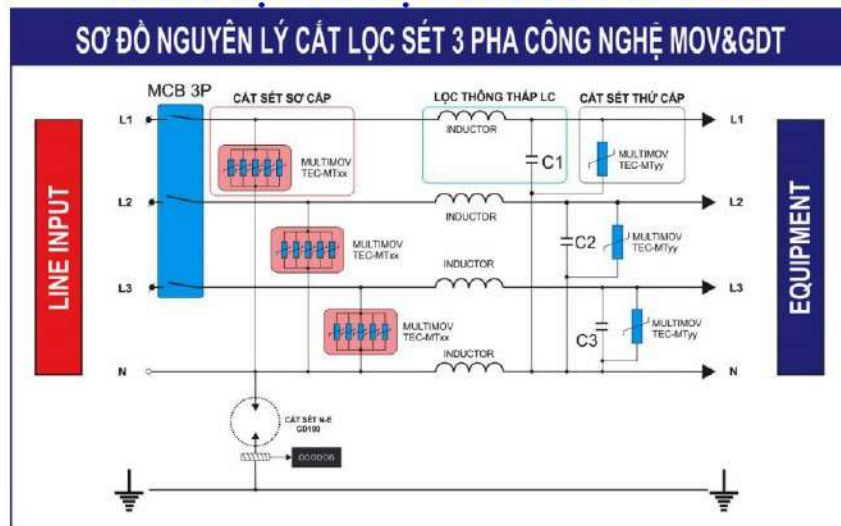 SƠ ĐỒ NGUYÊN LÝ CẮT LỌC SÉT 3 PHA CÔNG NGHỆ MOV&GDT
MCB 3P
CẮT SÉT SƠ CẤP
LỌC THÔNG THẤP LC
CẮT SÉT THỨ CẤP
L1
INDUCTOR
L1
MULTIMOV
TEC-MTxx
C1
MULTIMOV
TEC-MTyy
L2
INDUCTOR
L2
MULTIMOV
TEC-MTxx
C2
MULTIMOV
TEC-MTyy
INDUCTOR
L3
L3
MULTIMOV
TEC-MTxx
C3
MULTIMOV
TEC-MTyy
INDUCTOR
N
N
LINE INPUT
EQUIPMENT
CẮT SÉT N-E
GD100
000006